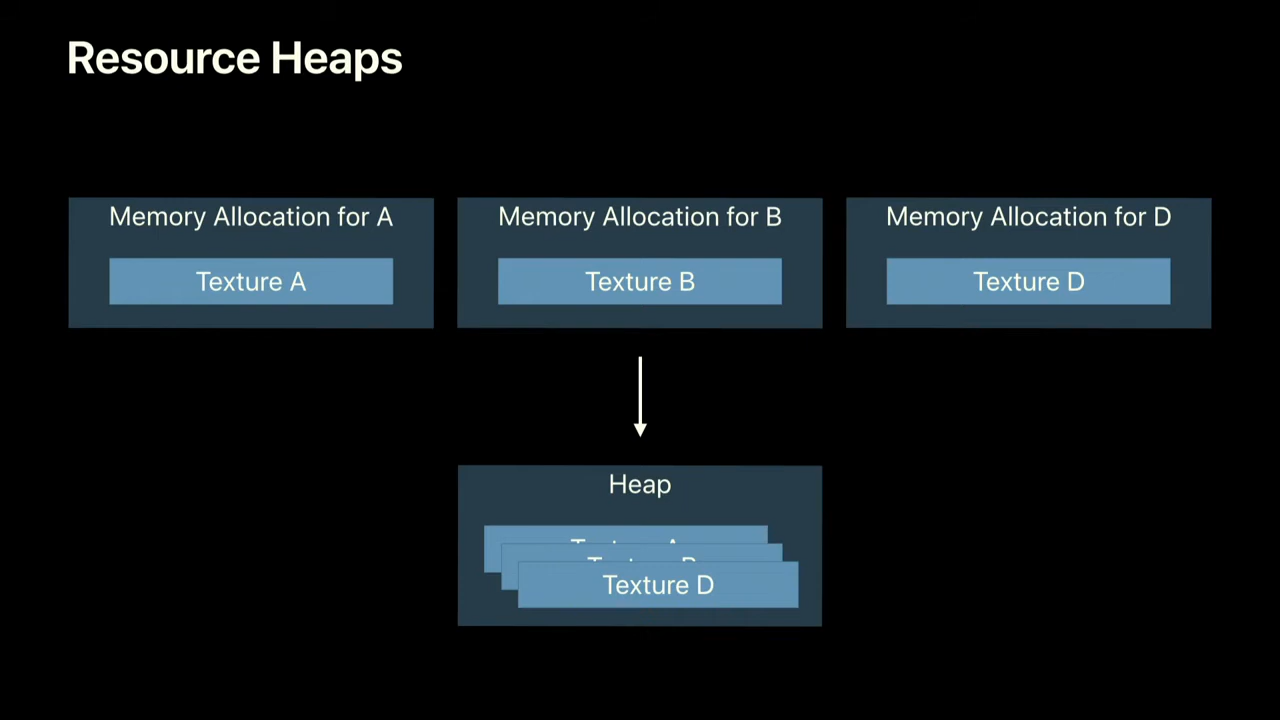 Resource Heaps
Memory Allocation for A
Memory Allocation for B
Memory Allocation for D
Texture A
Texture B
Texture D
Heap
Texture D